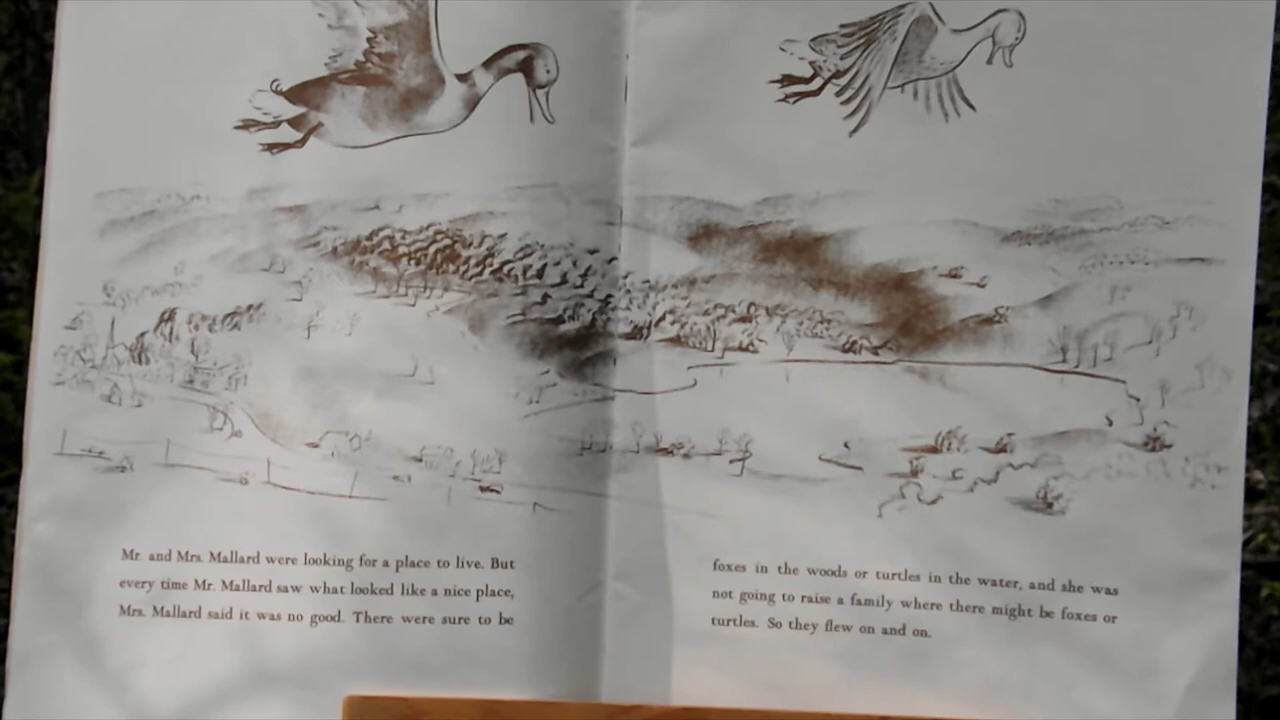 Mr. and Mrs. Mallard were looking for a place to live. But
every time Mr. Mallard saw what looked like a nice place,
Mrs. Mallard said it was no good. There were sure to be
foxes in the woods or turtles in the water, and she was
not going to raise a family where there might be foxes or
turtles. So they flew on and on.